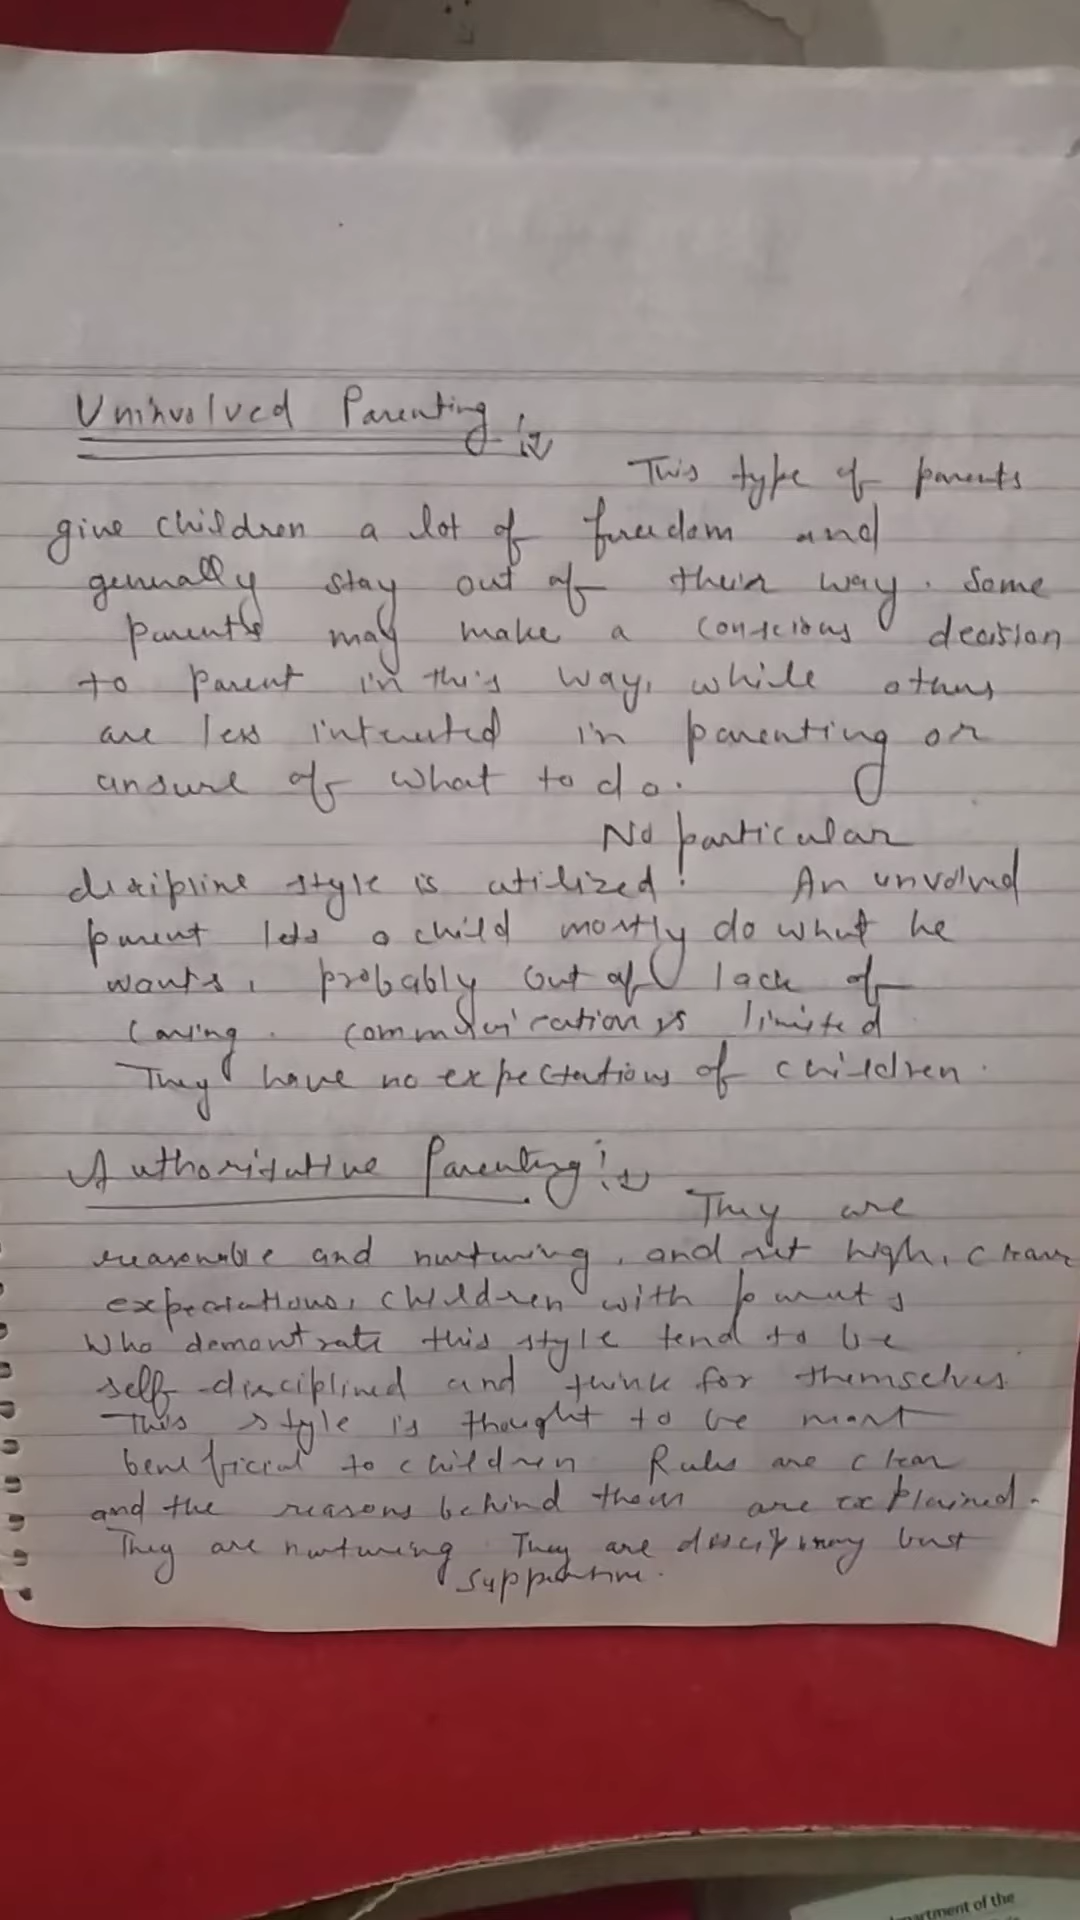 Uninvolved Parenting :
This type of parents
give children a lot of freedom and
generally stay out of their way. Some
parents may make a conscious decision
to parent in this way, while others
are less interested in parenting or
unsure of what to do.
No particular
discipline style is utilized! An unvolved
parent lets a child mostly do what he
wants, probably out of lack of
caring. communication is limited
They have no expectations of children.
Authoritative Parenting :
They are
reasonable and nurturing, and set high, clear
expectations, children with parents
who demontrate this style tend to be
self-disciplined and think for themselves
This style is thought to be most
beneficial to children Rules are clear
and the reasons behind them are explained.
They are nurturing. They are but
supportive.
artment of the